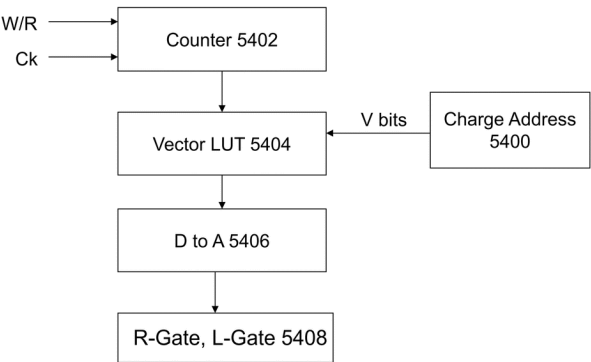 W/R
Ck
Counter 5402
Vector LUT 5404
V bits
Charge Address
5400
D to A 5406
R-Gate, L-Gate 5408